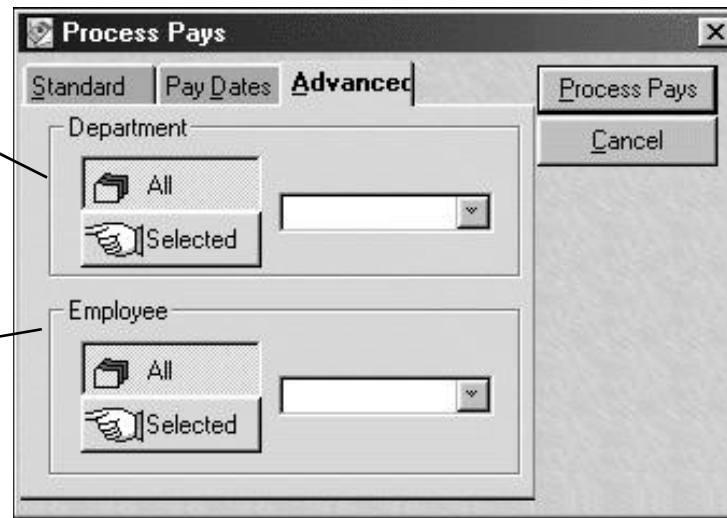 Process Pays
Standard Pay Dates Advanced
Process Pays
Cancel
Department
All
Selected
Employee
All
Selected